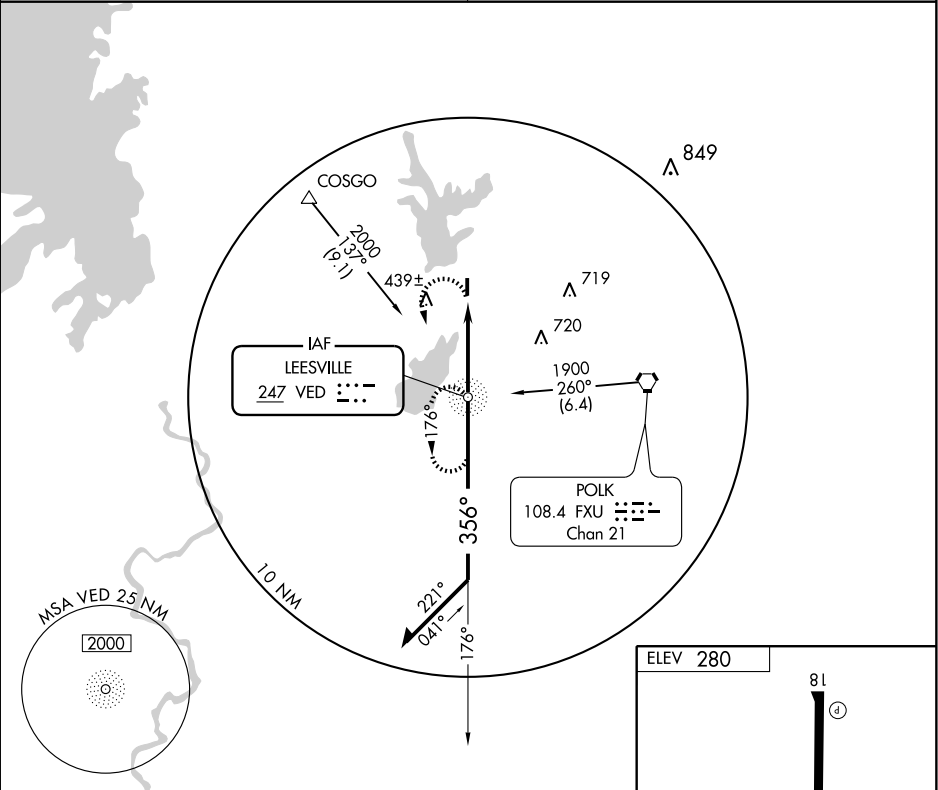 849
COSGO
2000
137°
(9.1)
439±
719
720
IAF
LEESVILLE
247 VED
1900
260°
(6.4)
176°
POLK
108.4 FXU
Chan 21
356°
10 NM
221°
041°
176°
MSA VED 25 NM
2000
ELEV 280
18
P